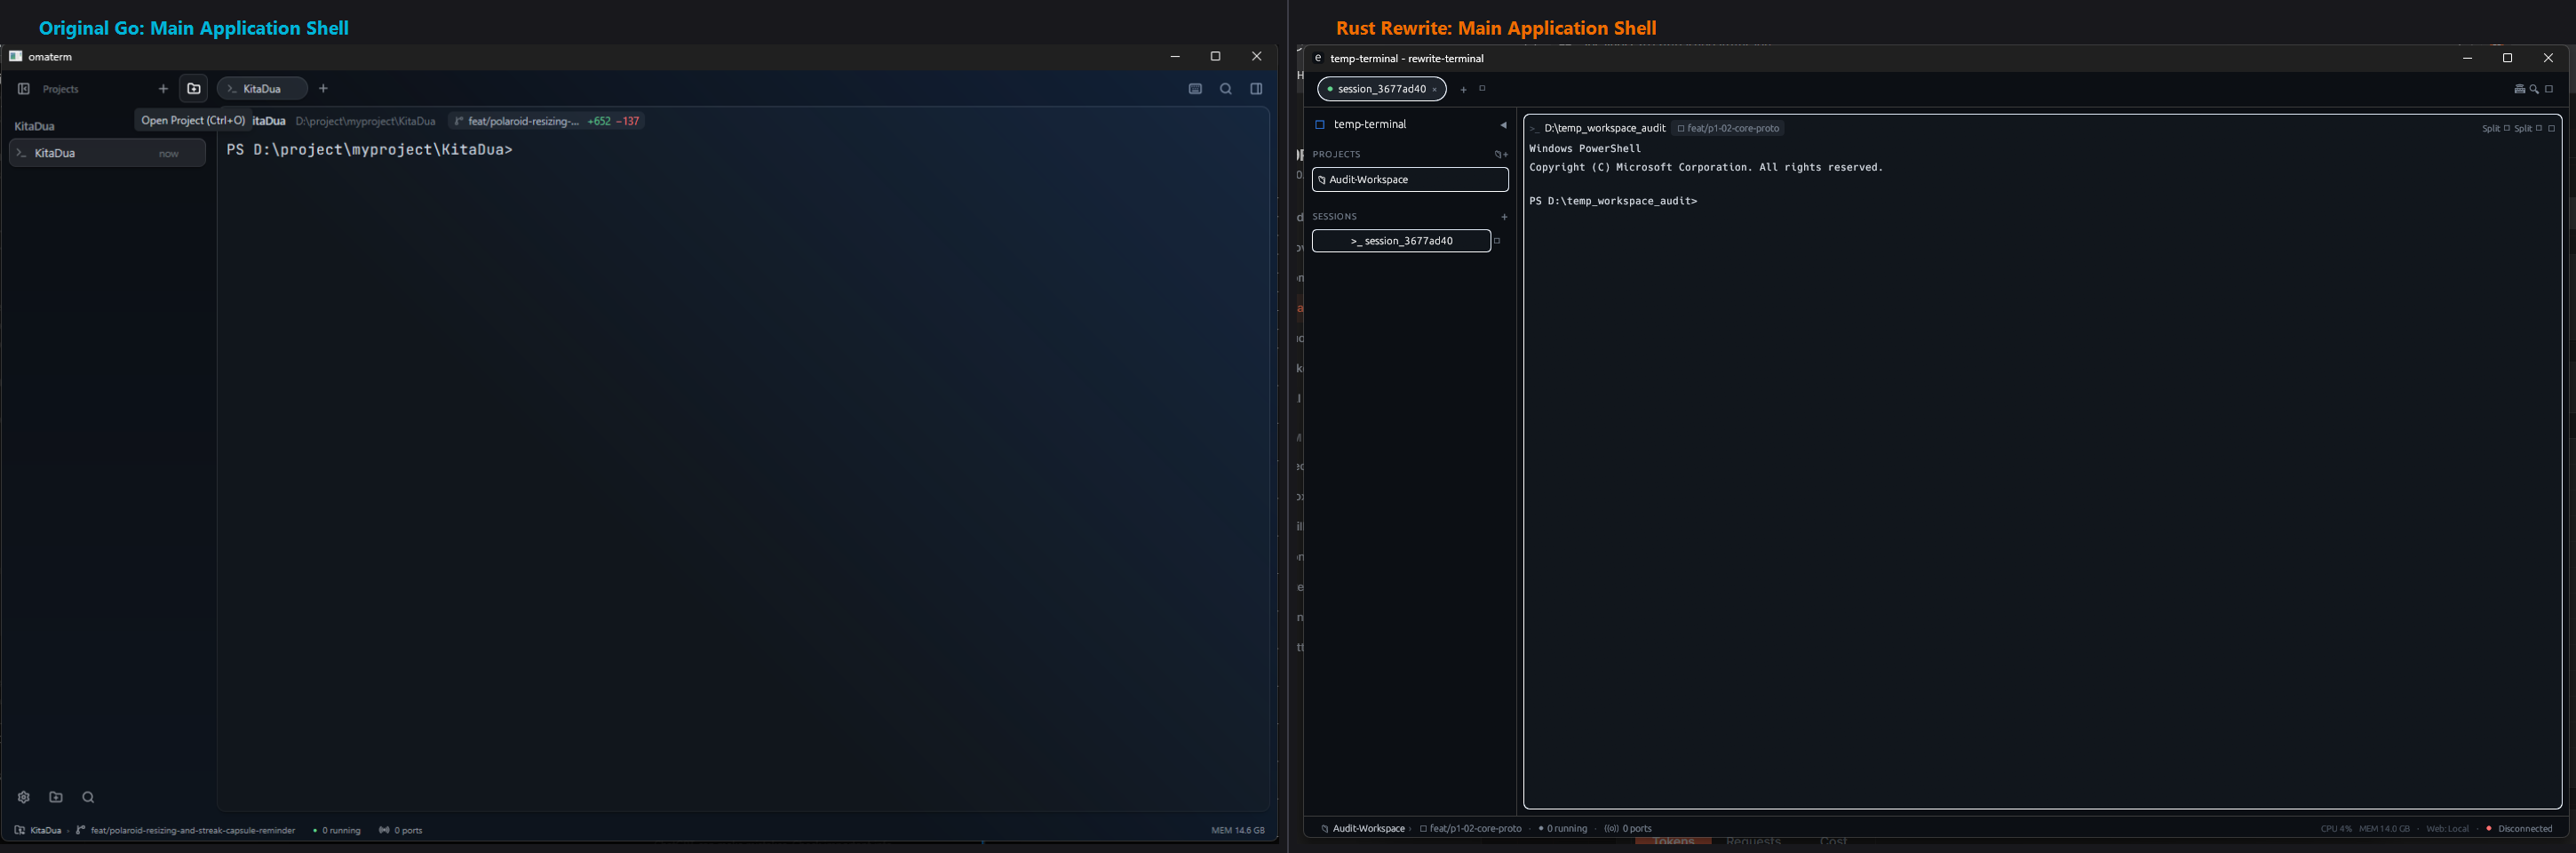 Original Go: Main Application Shell
omaterm
Projects
>_ KitaDua
Open Project (Ctrl+O)
itaDua D:\project\myproject\KitaDua feat/polaroid-resizing-... +652 −137
KitaDua
>_ KitaDua now
PS D:\project\myproject\KitaDua>
KitaDua feat/polaroid-resizing-and-streak-capsule-reminder 0 running 0 ports
MEM 14.6 GB
Rust Rewrite: Main Application Shell
e temp-terminal - rewrite-terminal
session_3677ad40 ×
temp-terminal
PROJECTS
Audit-Workspace
SESSIONS
>_ session_3677ad40
>_ D:\temp_workspace_audit feat/p1-02-core-proto
Split Split
Windows PowerShell
Copyright (C) Microsoft Corporation. All rights reserved.
PS D:\temp_workspace_audit>
Audit-Workspace › feat/p1-02-core-proto · 0 running · ((o)) 0 ports
CPU 4% MEM 14.0 GB · Web: Local · Disconnected
Tokens Requests Cost